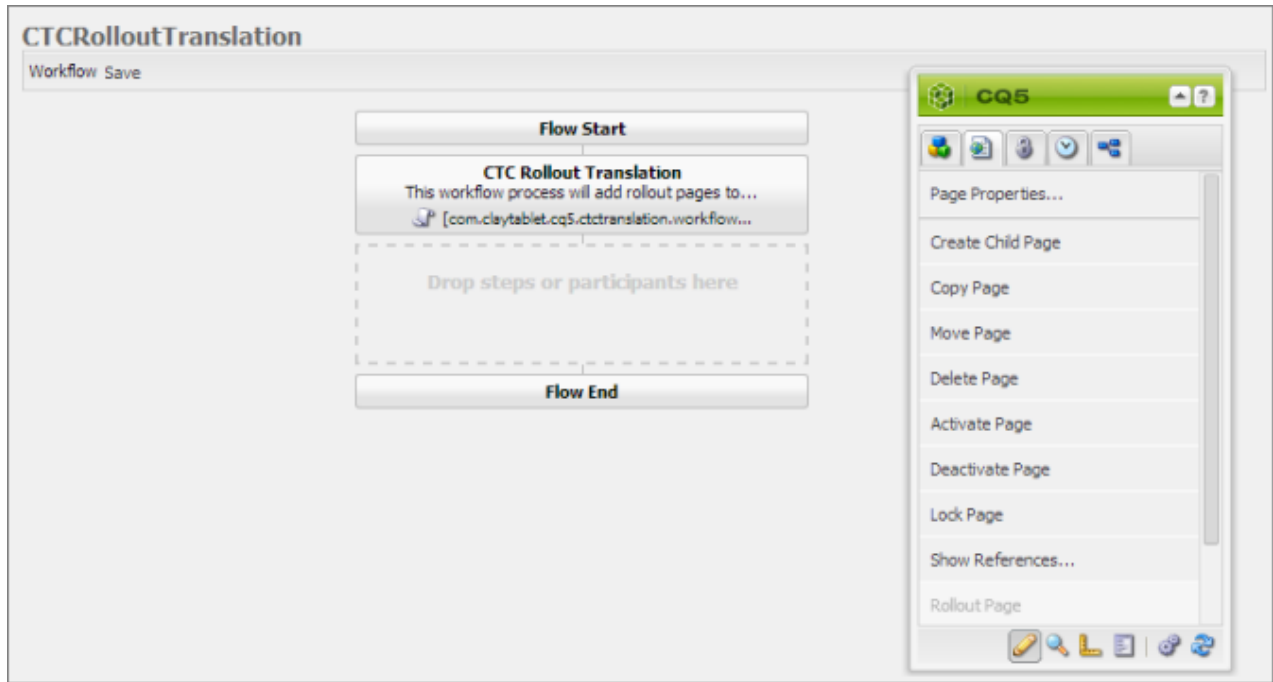 CTCRolloutTranslation
Workflow Save
Flow Start
CTC Rollout Translation
This workflow process will add rollout pages to...
[com.claytablet.cq5.ctctranslation.workflow...
Drop steps or participants here
Flow End
CQ5
?
Page Properties...
Create Child Page
Copy Page
Move Page
Delete Page
Activate Page
Deactivate Page
Lock Page
Show References...
Rollout Page